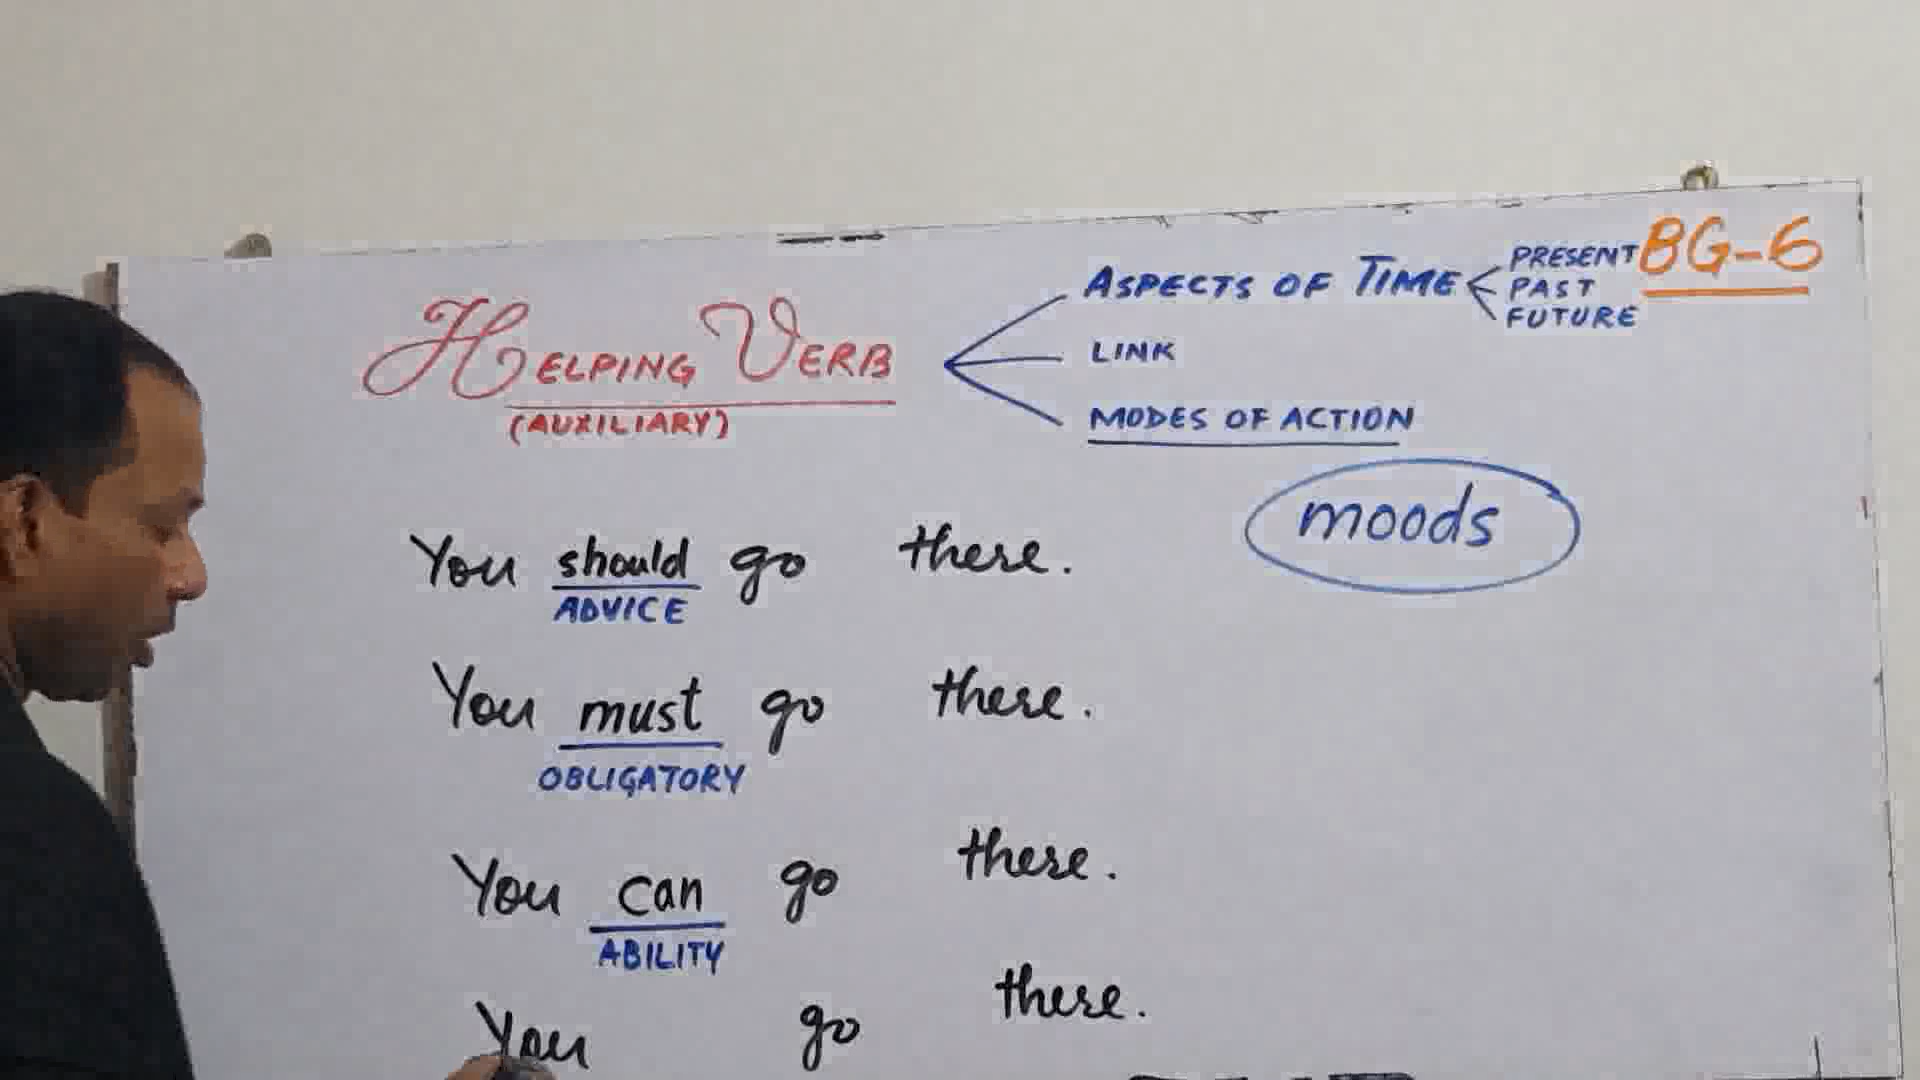 BG-6
ASPECTS OF TIME
PRESENT
PAST
FUTURE
HELPING VERB
(AUXILIARY)
LINK
MODES OF ACTION
moods
You should go there.
ADVICE
You must go there.
OBLIGATORY
You can go there.
ABILITY
You go there.